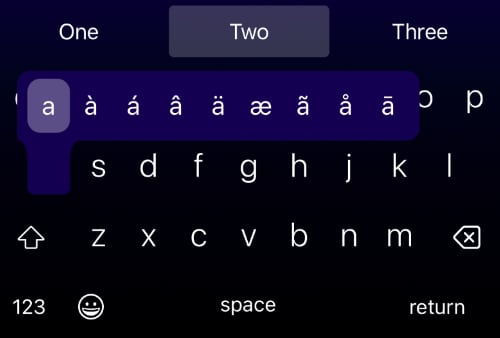 One Two Three
a à á â ä æ ã å ā o p
s d f g h j k l
z x c v b n m
123 space return